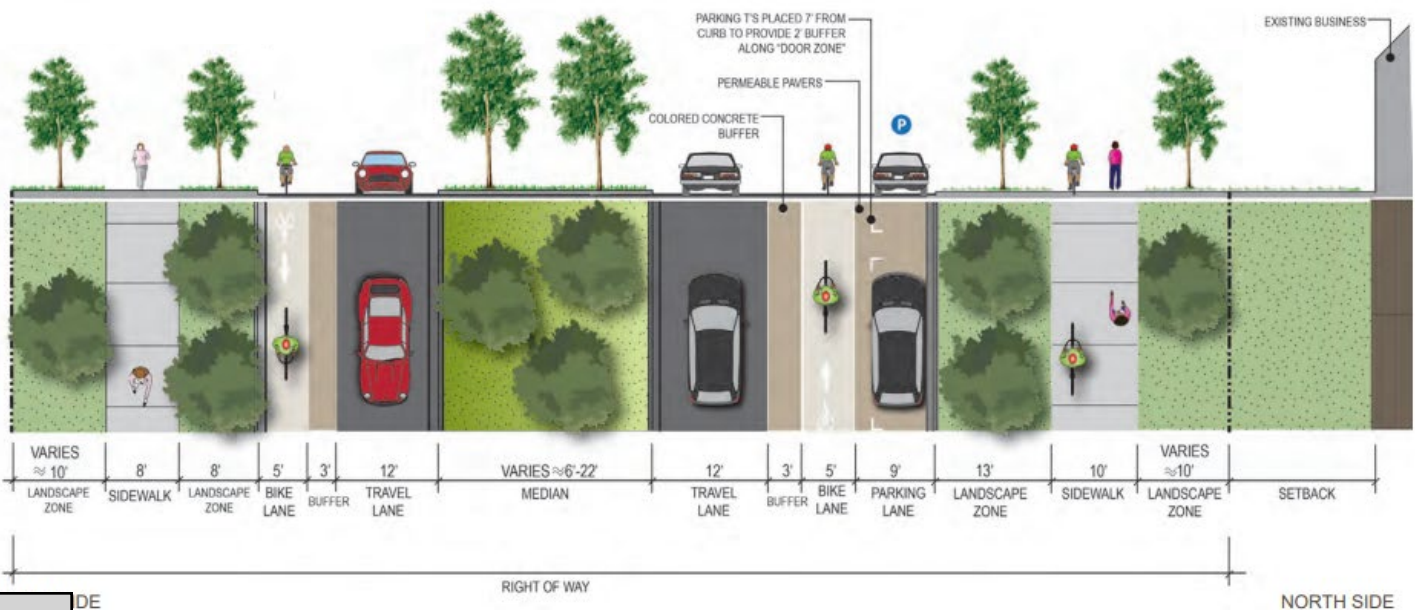 PARKING T'S PLACED 7' FROM
CURB TO PROVIDE 2' BUFFER
ALONG "DOOR ZONE"
EXISTING BUSINESS
PERMEABLE PAVERS
COLORED CONCRETE
BUFFER
P
VARIES
≈ 10'
8'
8'
5'
3'
12'
VARIES ≈6'-22'
12'
3'
5'
9'
13'
10'
VARIES
≈10'
LANDSCAPE
ZONE
SIDEWALK
LANDSCAPE
ZONE
BIKE
LANE
BUFFER
TRAVEL
LANE
MEDIAN
TRAVEL
LANE
BUFFER
BIKE
LANE
PARKING
LANE
LANDSCAPE
ZONE
SIDEWALK
LANDSCAPE
ZONE
SETBACK
RIGHT OF WAY
DE
NORTH SIDE